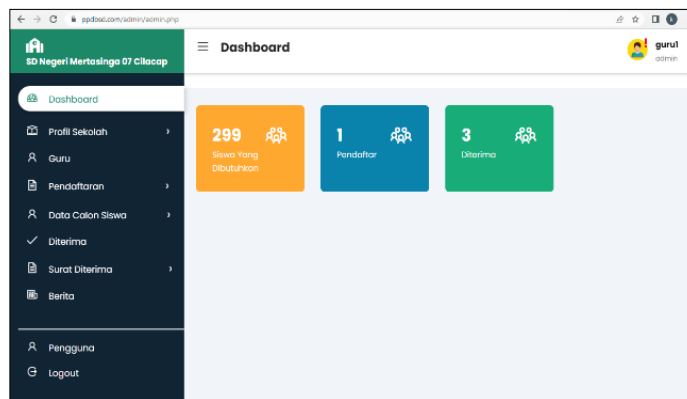 ppdbsd.com/admin/admin.php
SD Negeri Mertasinga 07 Cilacap
Dashboard
guru1
admin
Dashboard
Profil Sekolah
Guru
Pendaftaran
Data Calon Siswa
Diterima
Surat Diterima
Berita
Pengguna
Logout
299
Siswa Yang
Dibutuhkan
1
Pendaftar
3
Diterima